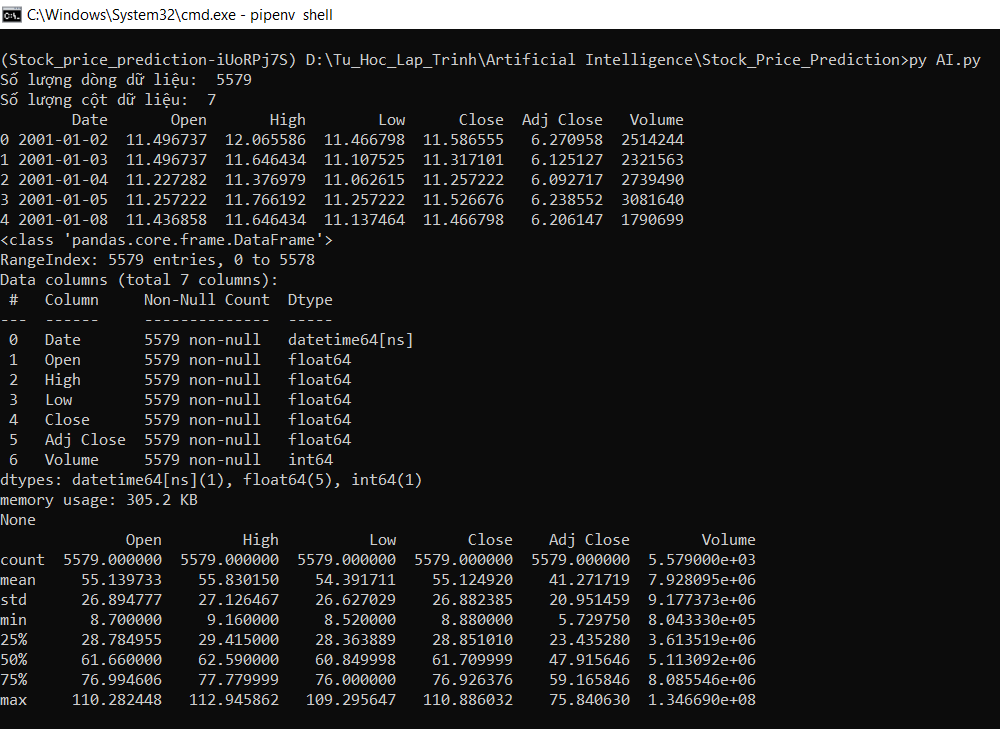 C:\Windows\System32\cmd.exe - pipenv  shell
(Stock_price_prediction-iUoRPj7S) D:\Tu_Hoc_Lap_Trinh\Artificial Intelligence\Stock_Price_Prediction>py AI.py
Số lượng dòng dữ liệu:  5579
Số lượng cột dữ liệu:  7
        Date       Open       High        Low      Close  Adj Close   Volume
0 2001-01-02  11.496737  12.065586  11.466798  11.586555   6.270958  2514244
1 2001-01-03  11.496737  11.646434  11.107525  11.317101   6.125127  2321563
2 2001-01-04  11.227282  11.376979  11.062615  11.257222   6.092717  2739490
3 2001-01-05  11.257222  11.766192  11.257222  11.526676   6.238552  3081640
4 2001-01-08  11.436858  11.646434  11.137464  11.466798   6.206147  1790699
<class 'pandas.core.frame.DataFrame'>
RangeIndex: 5579 entries, 0 to 5578
Data columns (total 7 columns):
 #   Column     Non-Null Count  Dtype
---  ------     --------------  -----
 0   Date       5579 non-null   datetime64[ns]
 1   Open       5579 non-null   float64
 2   High       5579 non-null   float64
 3   Low        5579 non-null   float64
 4   Close      5579 non-null   float64
 5   Adj Close  5579 non-null   float64
 6   Volume     5579 non-null   int64
dtypes: datetime64[ns](1), float64(5), int64(1)
memory usage: 305.2 KB
None
              Open         High          Low        Close    Adj Close        Volume
count  5579.000000  5579.000000  5579.000000  5579.000000  5579.000000  5.579000e+03
mean     55.139733    55.830150    54.391711    55.124920    41.271719  7.928095e+06
std      26.894777    27.126467    26.627029    26.882385    20.951459  9.177373e+06
min       8.700000     9.160000     8.520000     8.880000     5.729750  8.043330e+05
25%      28.784955    29.415000    28.363889    28.851010    23.435280  3.613519e+06
50%      61.660000    62.590000    60.849998    61.709999    47.915646  5.113092e+06
75%      76.994606    77.779999    76.000000    76.926376    59.165846  8.085546e+06
max     110.282448   112.945862   109.295647   110.886032    75.840630  1.346690e+08